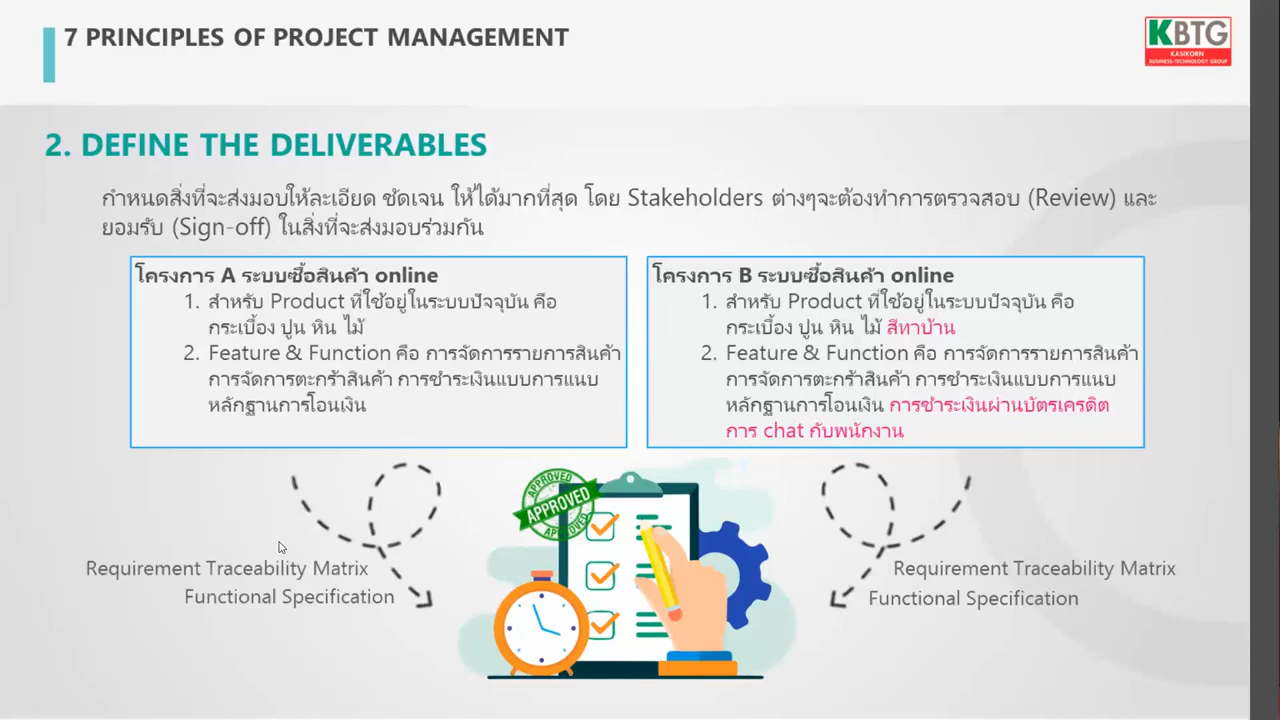 7 PRINCIPLES OF PROJECT MANAGEMENT
KBTG
KASIKORN
BUSINESS-TECHNOLOGY GROUP
2. DEFINE THE DELIVERABLES
กำหนดสิ่งที่จะส่งมอบให้ละเอียด ชัดเจน ให้ได้มากที่สุด โดย Stakeholders ต่างๆจะต้องทำการตรวจสอบ (Review) และ
ยอมรับ (Sign-off) ในสิ่งที่จะส่งมอบร่วมกัน
โครงการ A ระบบซื้อสินค้า online
1. สำหรับ Product ที่ใช้อยู่ในระบบปัจจุบัน คือ
กระเบื้อง ปูน หิน ไม้
2. Feature & Function คือ การจัดการรายการสินค้า
การจัดการตะกร้าสินค้า การชำระเงินแบบการแนบ
หลักฐานการโอนเงิน
โครงการ B ระบบซื้อสินค้า online
1. สำหรับ Product ที่ใช้อยู่ในระบบปัจจุบัน คือ
กระเบื้อง ปูน หิน ไม้ สีทาบ้าน
2. Feature & Function คือ การจัดการรายการสินค้า
การจัดการตะกร้าสินค้า การชำระเงินแบบการแนบ
หลักฐานการโอนเงิน การชำระเงินผ่านบัตรเครดิต
การ chat กับพนักงาน
APPROVED
APPROVED
APPROVED
Requirement Traceability Matrix
Functional Specification
Requirement Traceability Matrix
Functional Specification